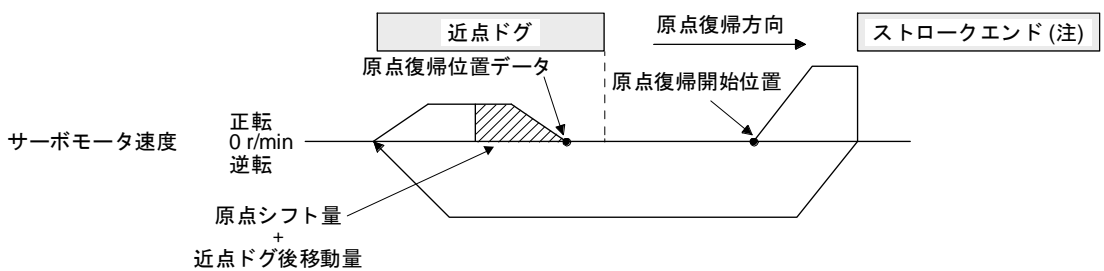 近点ドグ
原点復帰方向
ストロークエンド (注)
原点復帰位置データ
原点復帰開始位置
サーボモータ速度
正転
0 r/min
逆転
原点シフト量
+
近点ドグ後移動量